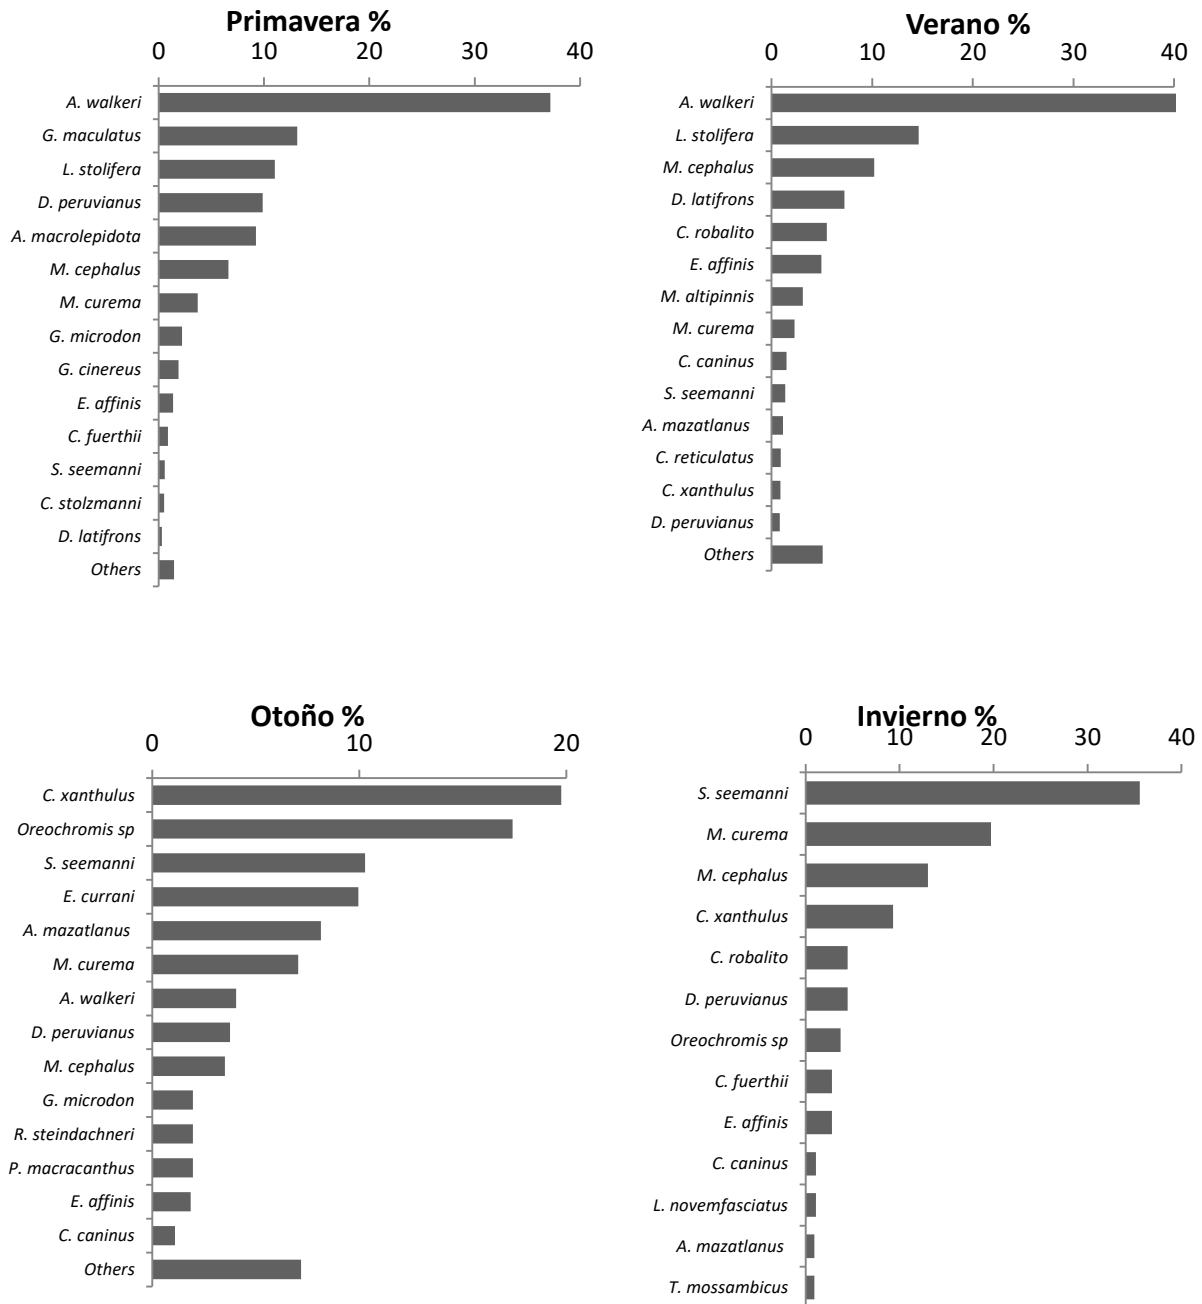 Primavera %
0 10 20 30 40
A. walkeri
G. maculatus
L. stolifera
D. peruvianus
A. macrolepidota
M. cephalus
M. curema
G. microdon
G. cinereus
E. affinis
C. fuerthii
S. seemanni
C. stolzmanni
D. latifrons
Others
Verano %
0 10 20 30 40
A. walkeri
L. stolifera
M. cephalus
D. latifrons
C. robalito
E. affinis
M. altipinnis
M. curema
C. caninus
S. seemanni
A. mazatlanus
C. reticulatus
C. xanthulus
D. peruvianus
Others
Otoño %
0 10 20
C. xanthulus
Oreochromis sp
S. seemanni
E. currani
A. mazatlanus
M. curema
A. walkeri
D. peruvianus
M. cephalus
G. microdon
R. steindachneri
P. macracanthus
E. affinis
C. caninus
Others
Invierno %
0 10 20 30 40
S. seemanni
M. curema
M. cephalus
C. xanthulus
C. robalito
D. peruvianus
Oreochromis sp
C. fuerthii
E. affinis
C. caninus
L. novemfasciatus
A. mazatlanus
T. mossambicus